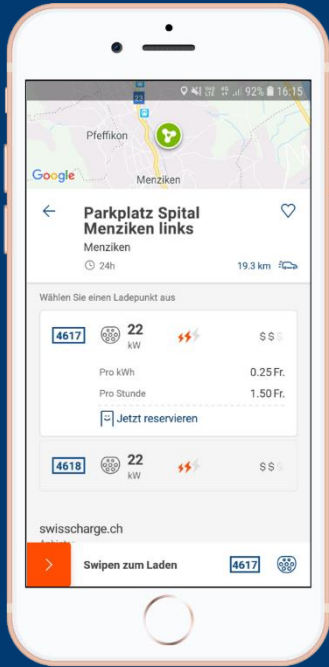 92% 16:15
Pfeffikon
Google
Menziken
Parkplatz Spital
Menziken links
Menziken
24h
19.3 km
Wählen Sie einen Ladepunkt aus
4617
22
kW
$$$
Pro kWh
0.25 Fr.
Pro Stunde
1.50 Fr.
Jetzt reservieren
4618
22
kW
$$$
swisscharge.ch
Swipen zum Laden
4617